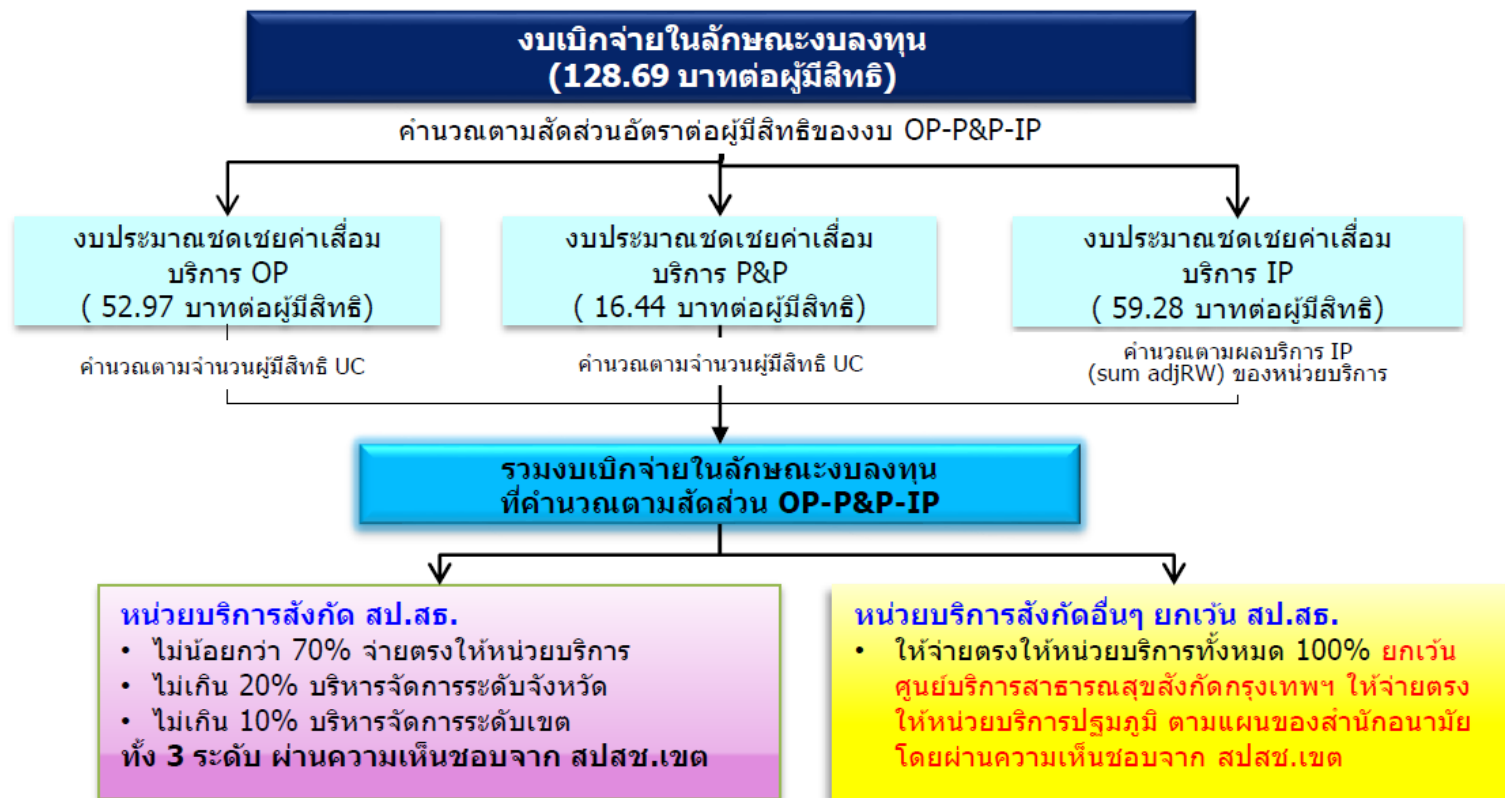 งบเบิกจ่ายในลักษณะงบลงทุน
(128.69 บาทต่อผู้มีสิทธิ)
คำนวณตามสัดส่วนอัตราต่อผู้มีสิทธิของงบ OP-P&P-IP
งบประมาณชดเชยค่าเสื่อม
บริการ OP
( 52.97 บาทต่อผู้มีสิทธิ)
งบประมาณชดเชยค่าเสื่อม
บริการ P&P
( 16.44 บาทต่อผู้มีสิทธิ)
งบประมาณชดเชยค่าเสื่อม
บริการ IP
( 59.28 บาทต่อผู้มีสิทธิ)
คำนวณตามจำนวนผู้มีสิทธิ UC
คำนวณตามจำนวนผู้มีสิทธิ UC
คำนวณตามผลบริการ IP
(sum adjRW) ของหน่วยบริการ
รวมงบเบิกจ่ายในลักษณะงบลงทุน
ที่คำนวณตามสัดส่วน OP-P&P-IP
หน่วยบริการสังกัด สป.สธ.
• ไม่น้อยกว่า 70% จ่ายตรงให้หน่วยบริการ
• ไม่เกิน 20% บริหารจัดการระดับจังหวัด
• ไม่เกิน 10% บริหารจัดการระดับเขต
ทั้ง 3 ระดับ ผ่านความเห็นชอบจาก สปสช.เขต
หน่วยบริการสังกัดอื่นๆ ยกเว้น สป.สธ.
• ให้จ่ายตรงให้หน่วยบริการทั้งหมด 100% ยกเว้น
ศูนย์บริการสาธารณสุขสังกัดกรุงเทพฯ ให้จ่ายตรง
ให้หน่วยบริการปฐมภูมิ ตามแผนของสำนักอนามัย
โดยผ่านความเห็นชอบจาก สปสช.เขต